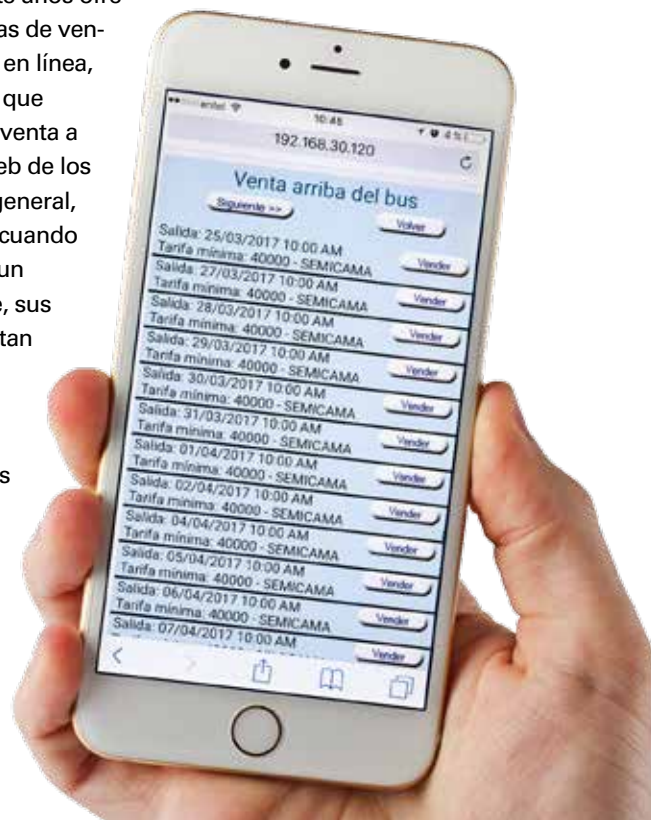 as de ven-
en línea,
que
venta a
eb de los
general,
cuando
un
e, sus
tan
s
entel
10:45
192.168.30.120
Venta arriba del bus
Siguiente >>
Volver
Salida: 25/03/2017 10:00 AM
Tarifa mínima: 40000 - SEMICAMA
Vender
Salida: 27/03/2017 10:00 AM
Tarifa mínima: 40000 - SEMICAMA
Vender
Salida: 28/03/2017 10:00 AM
Tarifa mínima: 40000 - SEMICAMA
Vender
Salida: 29/03/2017 10:00 AM
Tarifa mínima: 40000 - SEMICAMA
Vender
Salida: 30/03/2017 10:00 AM
Tarifa mínima: 40000 - SEMICAMA
Vender
Salida: 31/03/2017 10:00 AM
Tarifa mínima: 40000 - SEMICAMA
Vender
Salida: 01/04/2017 10:00 AM
Tarifa mínima: 40000 - SEMICAMA
Vender
Salida: 02/04/2017 10:00 AM
Tarifa mínima: 40000 - SEMICAMA
Vender
Salida: 04/04/2017 10:00 AM
Tarifa mínima: 40000 - SEMICAMA
Vender
Salida: 05/04/2017 10:00 AM
Tarifa mínima: 40000 - SEMICAMA
Vender
Salida: 06/04/2017 10:00 AM
Tarifa mínima: 40000 - SEMICAMA
Vender
Salida: 07/04/2017 10:00 AM
Vender